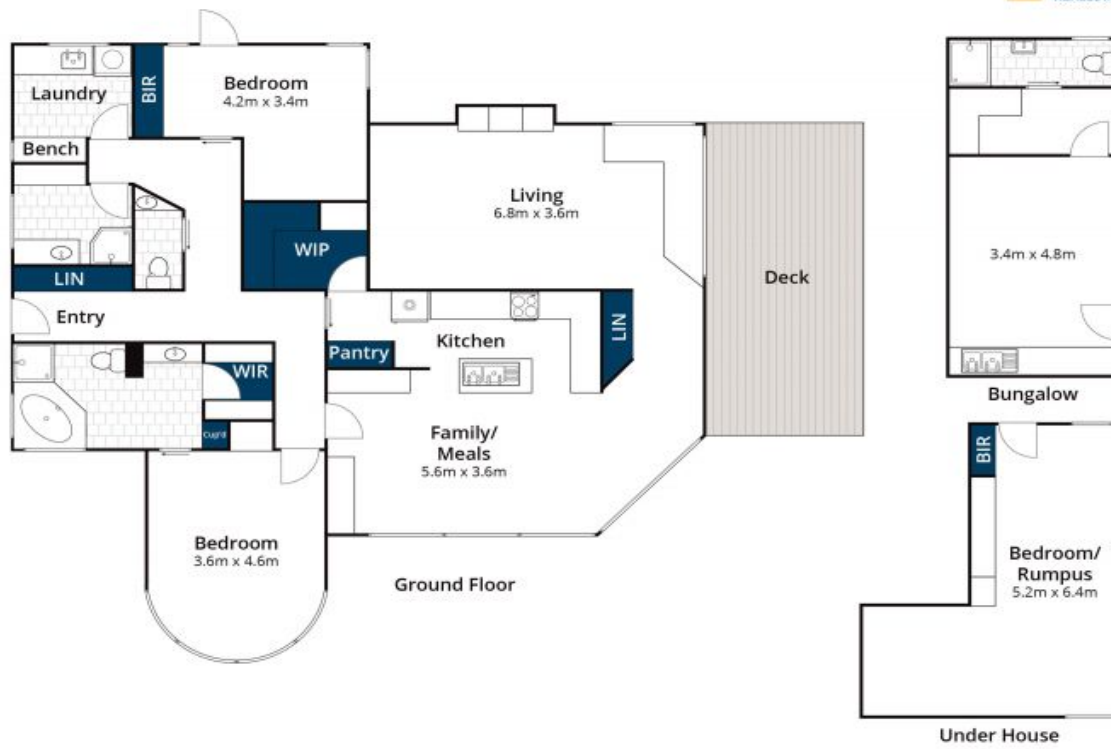 Laundry
Bench
BIR
Bedroom
4.2m x 3.4m
Living
6.8m x 3.6m
Deck
WIP
LIN
Entry
Kitchen
LIN
Pantry
WIR
Cup'd
Family/
Meals
5.6m x 3.6m
Bedroom
3.6m x 4.6m
Ground Floor
3.4m x 4.8m
Bungalow
BIR
Bedroom/
Rumpus
5.2m x 6.4m
Under House